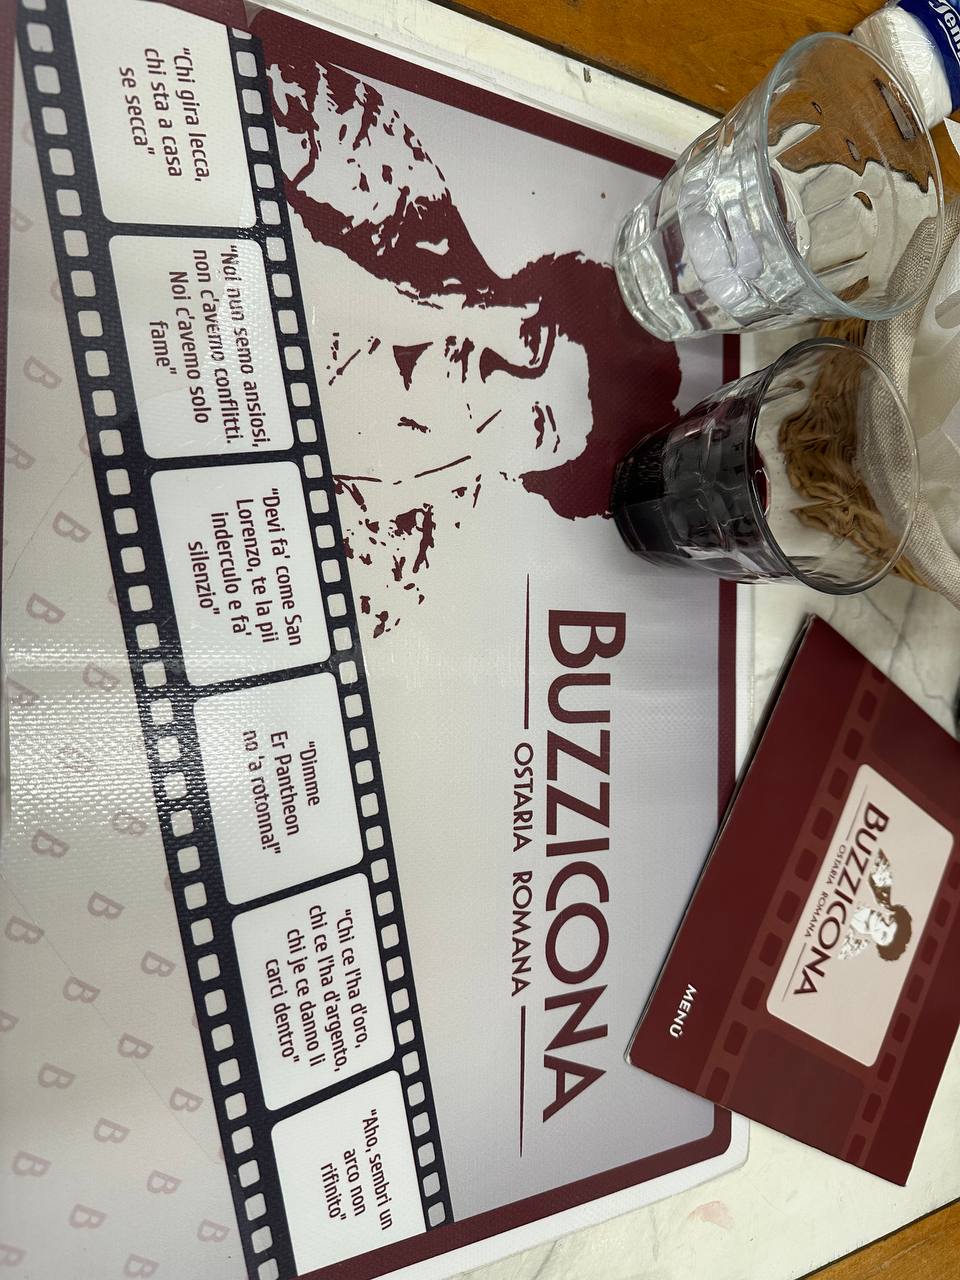 "Chi gira lecca,
chi sta a casa
se secca"
"Noi nun semo ansiosi,
non c'avemo conflitti.
Noi c'avemo solo
fame"
"Devi fa' come San
Lorenzo, te la pii
inderculo e fa'
silenzio"
"Dimme
Er Pantheon
no 'a rotonna!"
"Chi ce l'ha d'oro,
chi ce l'ha d'argento,
chi je ce danno li
carci dentro"
"Aho, sembri un
arco non
rifinito"
BUZZICONA
OSTARIA ROMANA
BUZZICONA
OSTARIA ROMANA
MENÙ